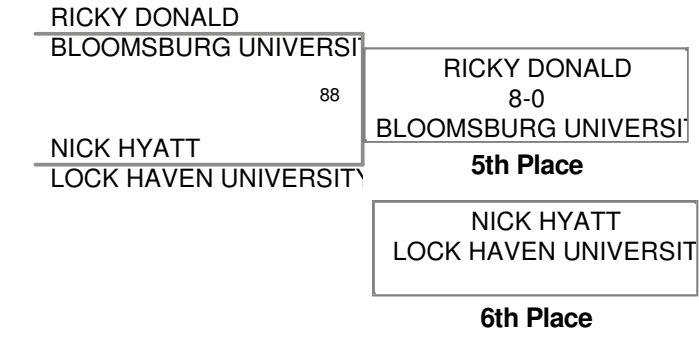 RICKY DONALD
BLOOMSBURG UNIVERSI
88
NICK HYATT
LOCK HAVEN UNIVERSITY
RICKY DONALD
8-0
BLOOMSBURG UNIVERSI
5th Place
NICK HYATT
LOCK HAVEN UNIVERSIT
6th Place